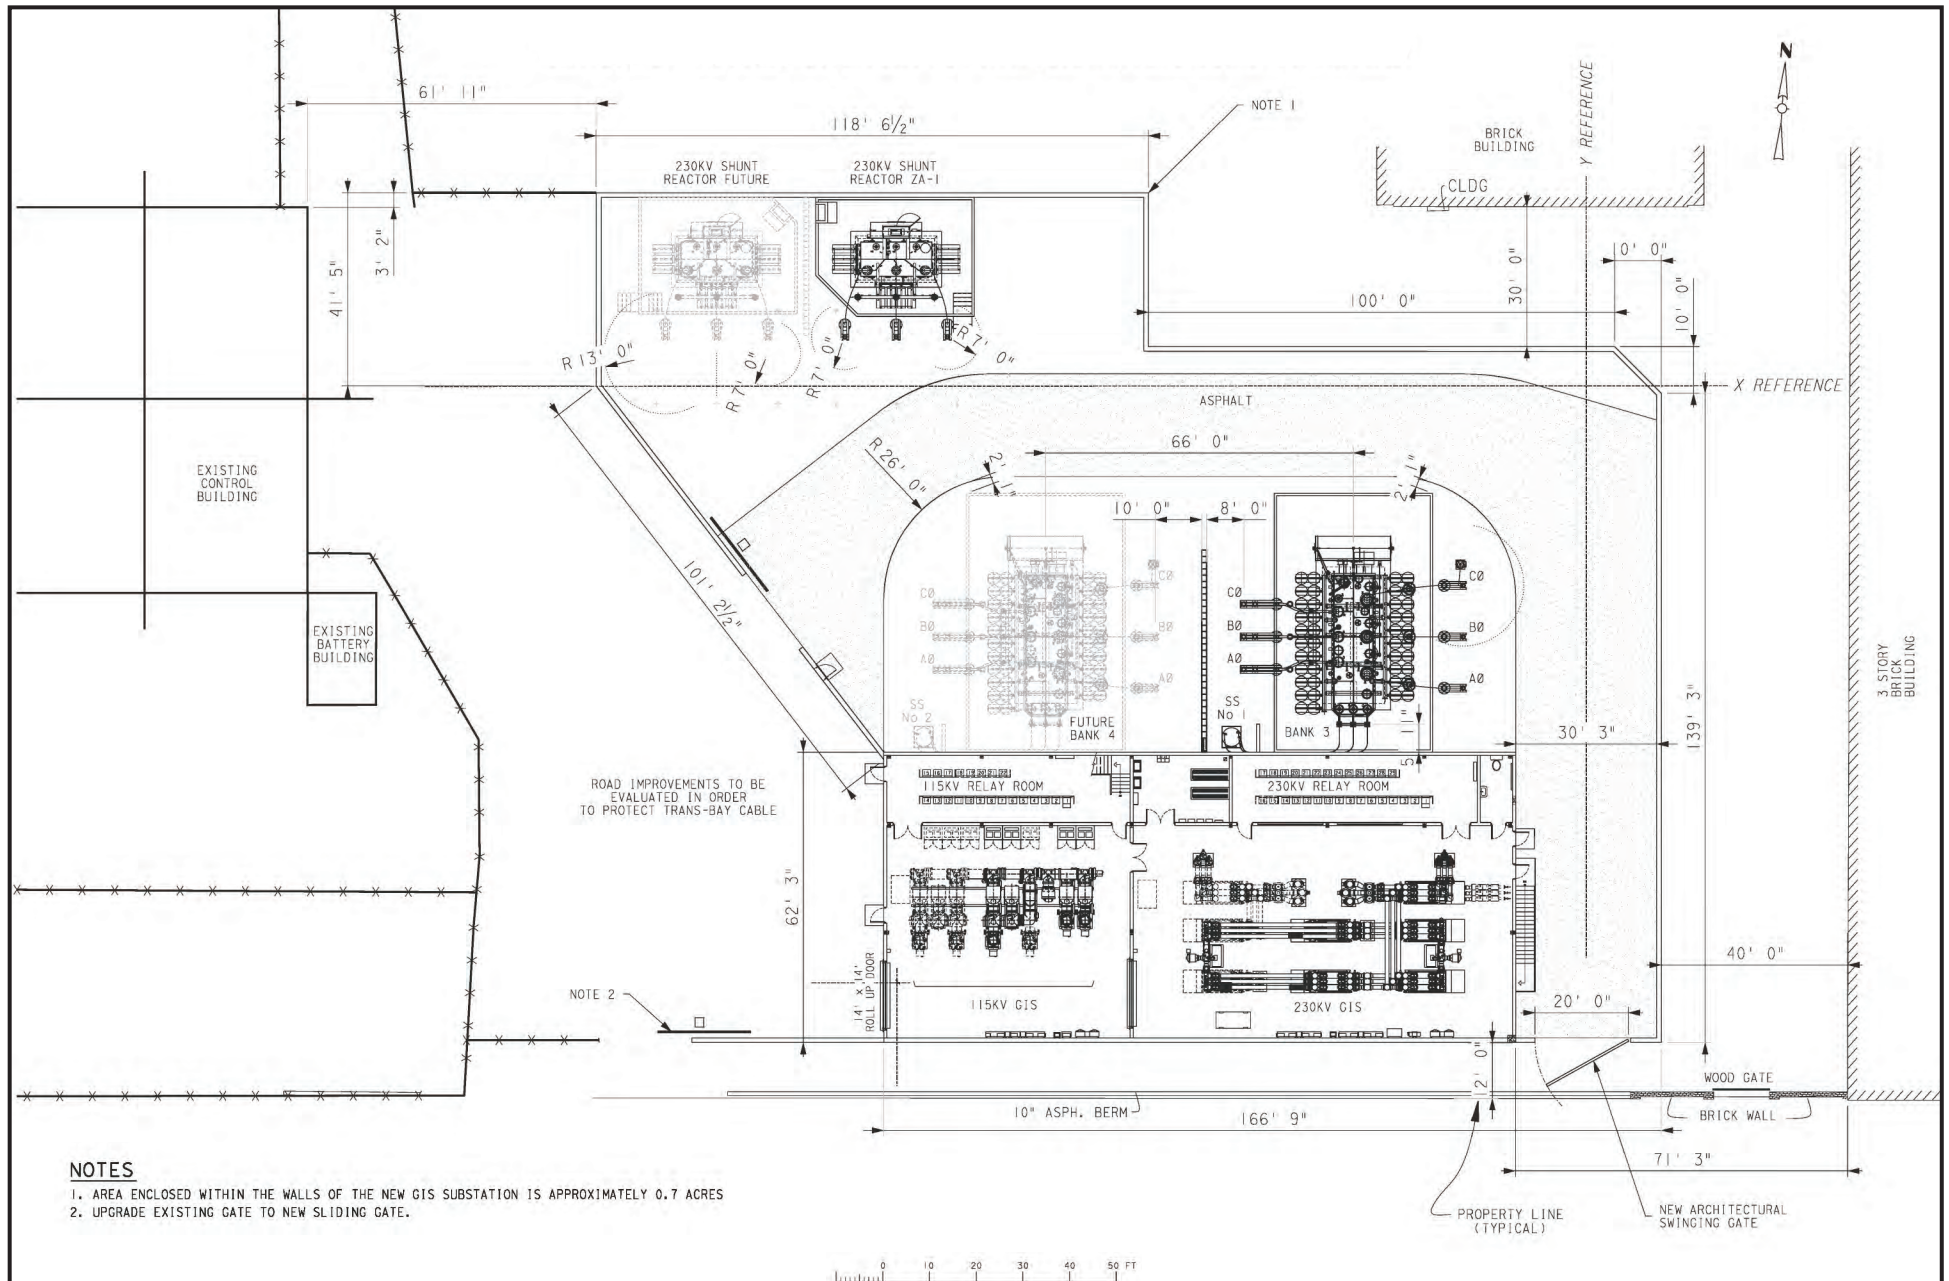 N
61' 11"
118' 6½"
NOTE 1
Y REFERENCE
BRICK
BUILDING
230KV SHUNT
REACTOR FUTURE
230KV SHUNT
REACTOR ZA-1
CLDG
3' 2"
41' 5"
10' 0"
30' 0"
100' 0"
10' 0"
R 13' 0"
R 7' 0"
R 7' 0"
R 7' 0"
X REFERENCE
ASPHALT
66' 0"
R 26' 0"
2' 1"
2' 1"
EXISTING
CONTROL
BUILDING
10' 0"
8' 0"
101' 2½"
CØ
CØ
CØ
CØ
BØ
BØ
BØ
BØ
AØ
AØ
AØ
AØ
EXISTING
BATTERY
BUILDING
3 STORY
BRICK
BUILDING
SS
No 2
FUTURE
BANK 4
SS
No 1
BANK 3
5' 11"
30' 3"
139' 3"
ROAD IMPROVEMENTS TO BE
EVALUATED IN ORDER
TO PROTECT TRANS-BAY CABLE
115KV RELAY ROOM
230KV RELAY ROOM
62' 3"
14' X 14'
ROLL UP DOOR
40' 0"
NOTE 2
115KV GIS
230KV GIS
20' 0"
12' 0"
WOOD GATE
10" ASPH. BERM
BRICK WALL
166' 9"
71' 3"
NOTES
1. AREA ENCLOSED WITHIN THE WALLS OF THE NEW GIS SUBSTATION IS APPROXIMATELY 0.7 ACRES
2. UPGRADE EXISTING GATE TO NEW SLIDING GATE.
PROPERTY LINE
(TYPICAL)
NEW ARCHITECTURAL
SWINGING GATE
0 10 20 30 40 50 FT